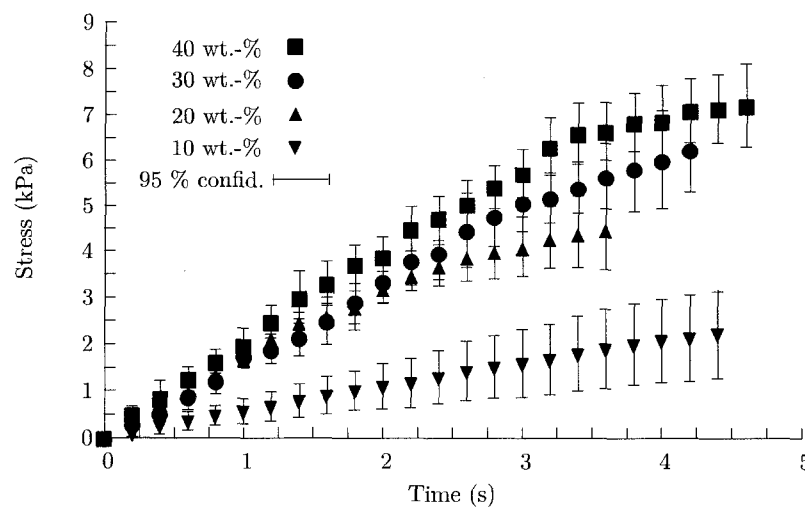 9
8
7
6
5
4
3
2
1
0
Stress (kPa)
40 wt.-%
30 wt.-%
20 wt.-%
10 wt.-%
95 % confid.
0 1 2 3 4 5
Time (s)